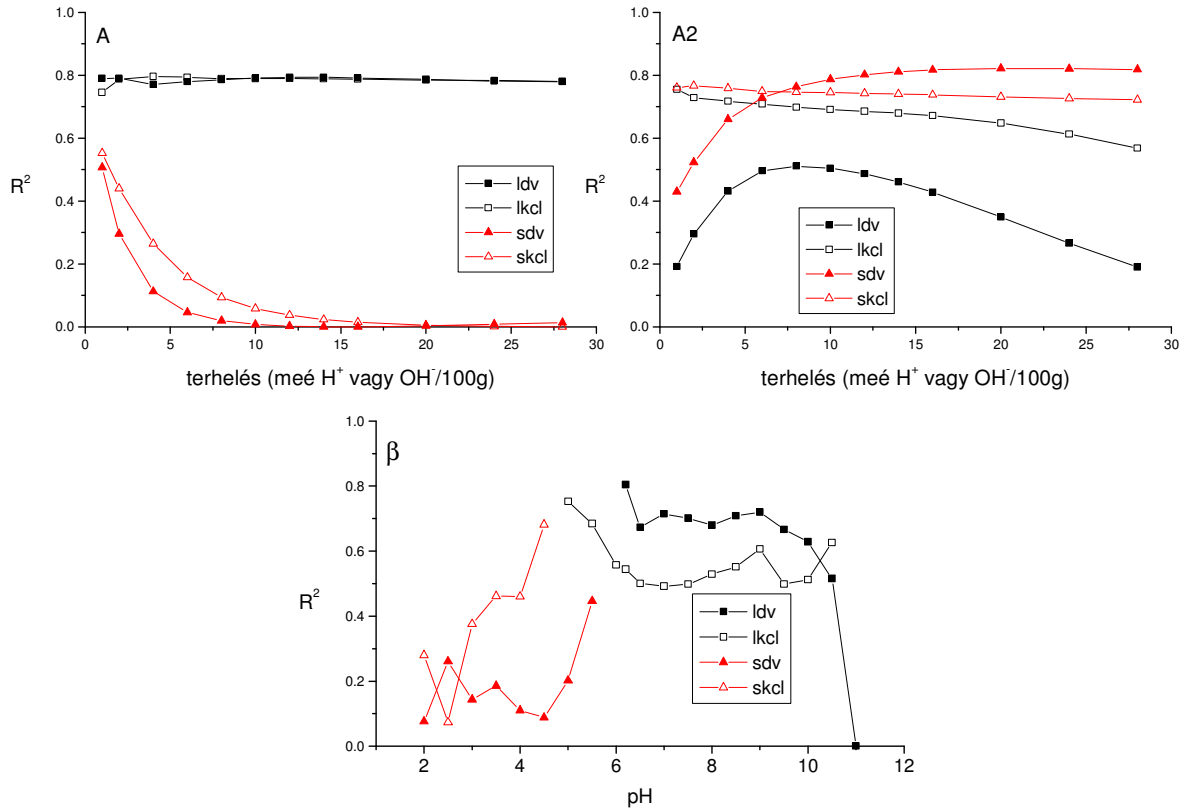 A
1.0
0.8
0.6
0.4
0.2
0.0
R²
ldv
lkcl
sdv
skcl
0 5 10 15 20 25 30
terhelés (meé H⁺ vagy OH⁻/100g)
A2
1.0
0.8
0.6
0.4
0.2
0.0
R²
ldv
lkcl
sdv
skcl
0 5 10 15 20 25 30
terhelés (meé H⁺ vagy OH⁻/100g)
β
1.0
0.8
0.6
0.4
0.2
0.0
R²
ldv
lkcl
sdv
skcl
2 4 6 8 10 12
pH